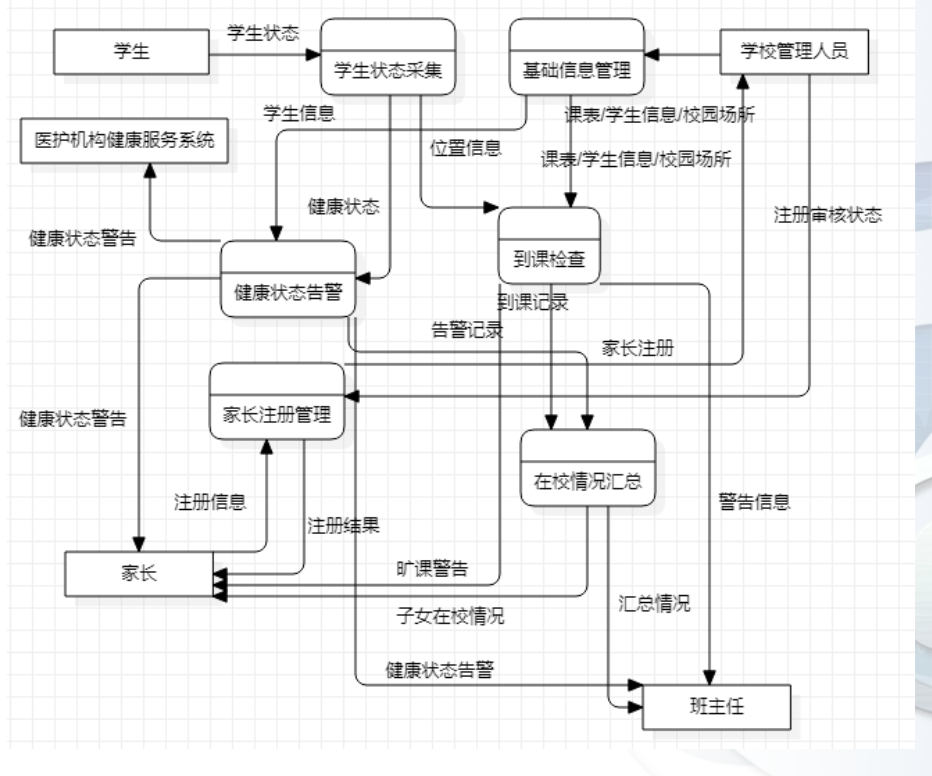 学生
学生状态
学生状态采集
基础信息管理
学校管理人员
学生信息
课表/学生信息/校园场所
医护机构健康服务系统
位置信息
课表/学生信息/校园场所
健康状态
注册审核状态
健康状态警告
到课检查
健康状态告警
到课记录
告警记录
家长注册
健康状态警告
家长注册管理
在校情况汇总
注册信息
警告信息
注册结果
家长
旷课警告
子女在校情况
汇总情况
健康状态告警
班主任